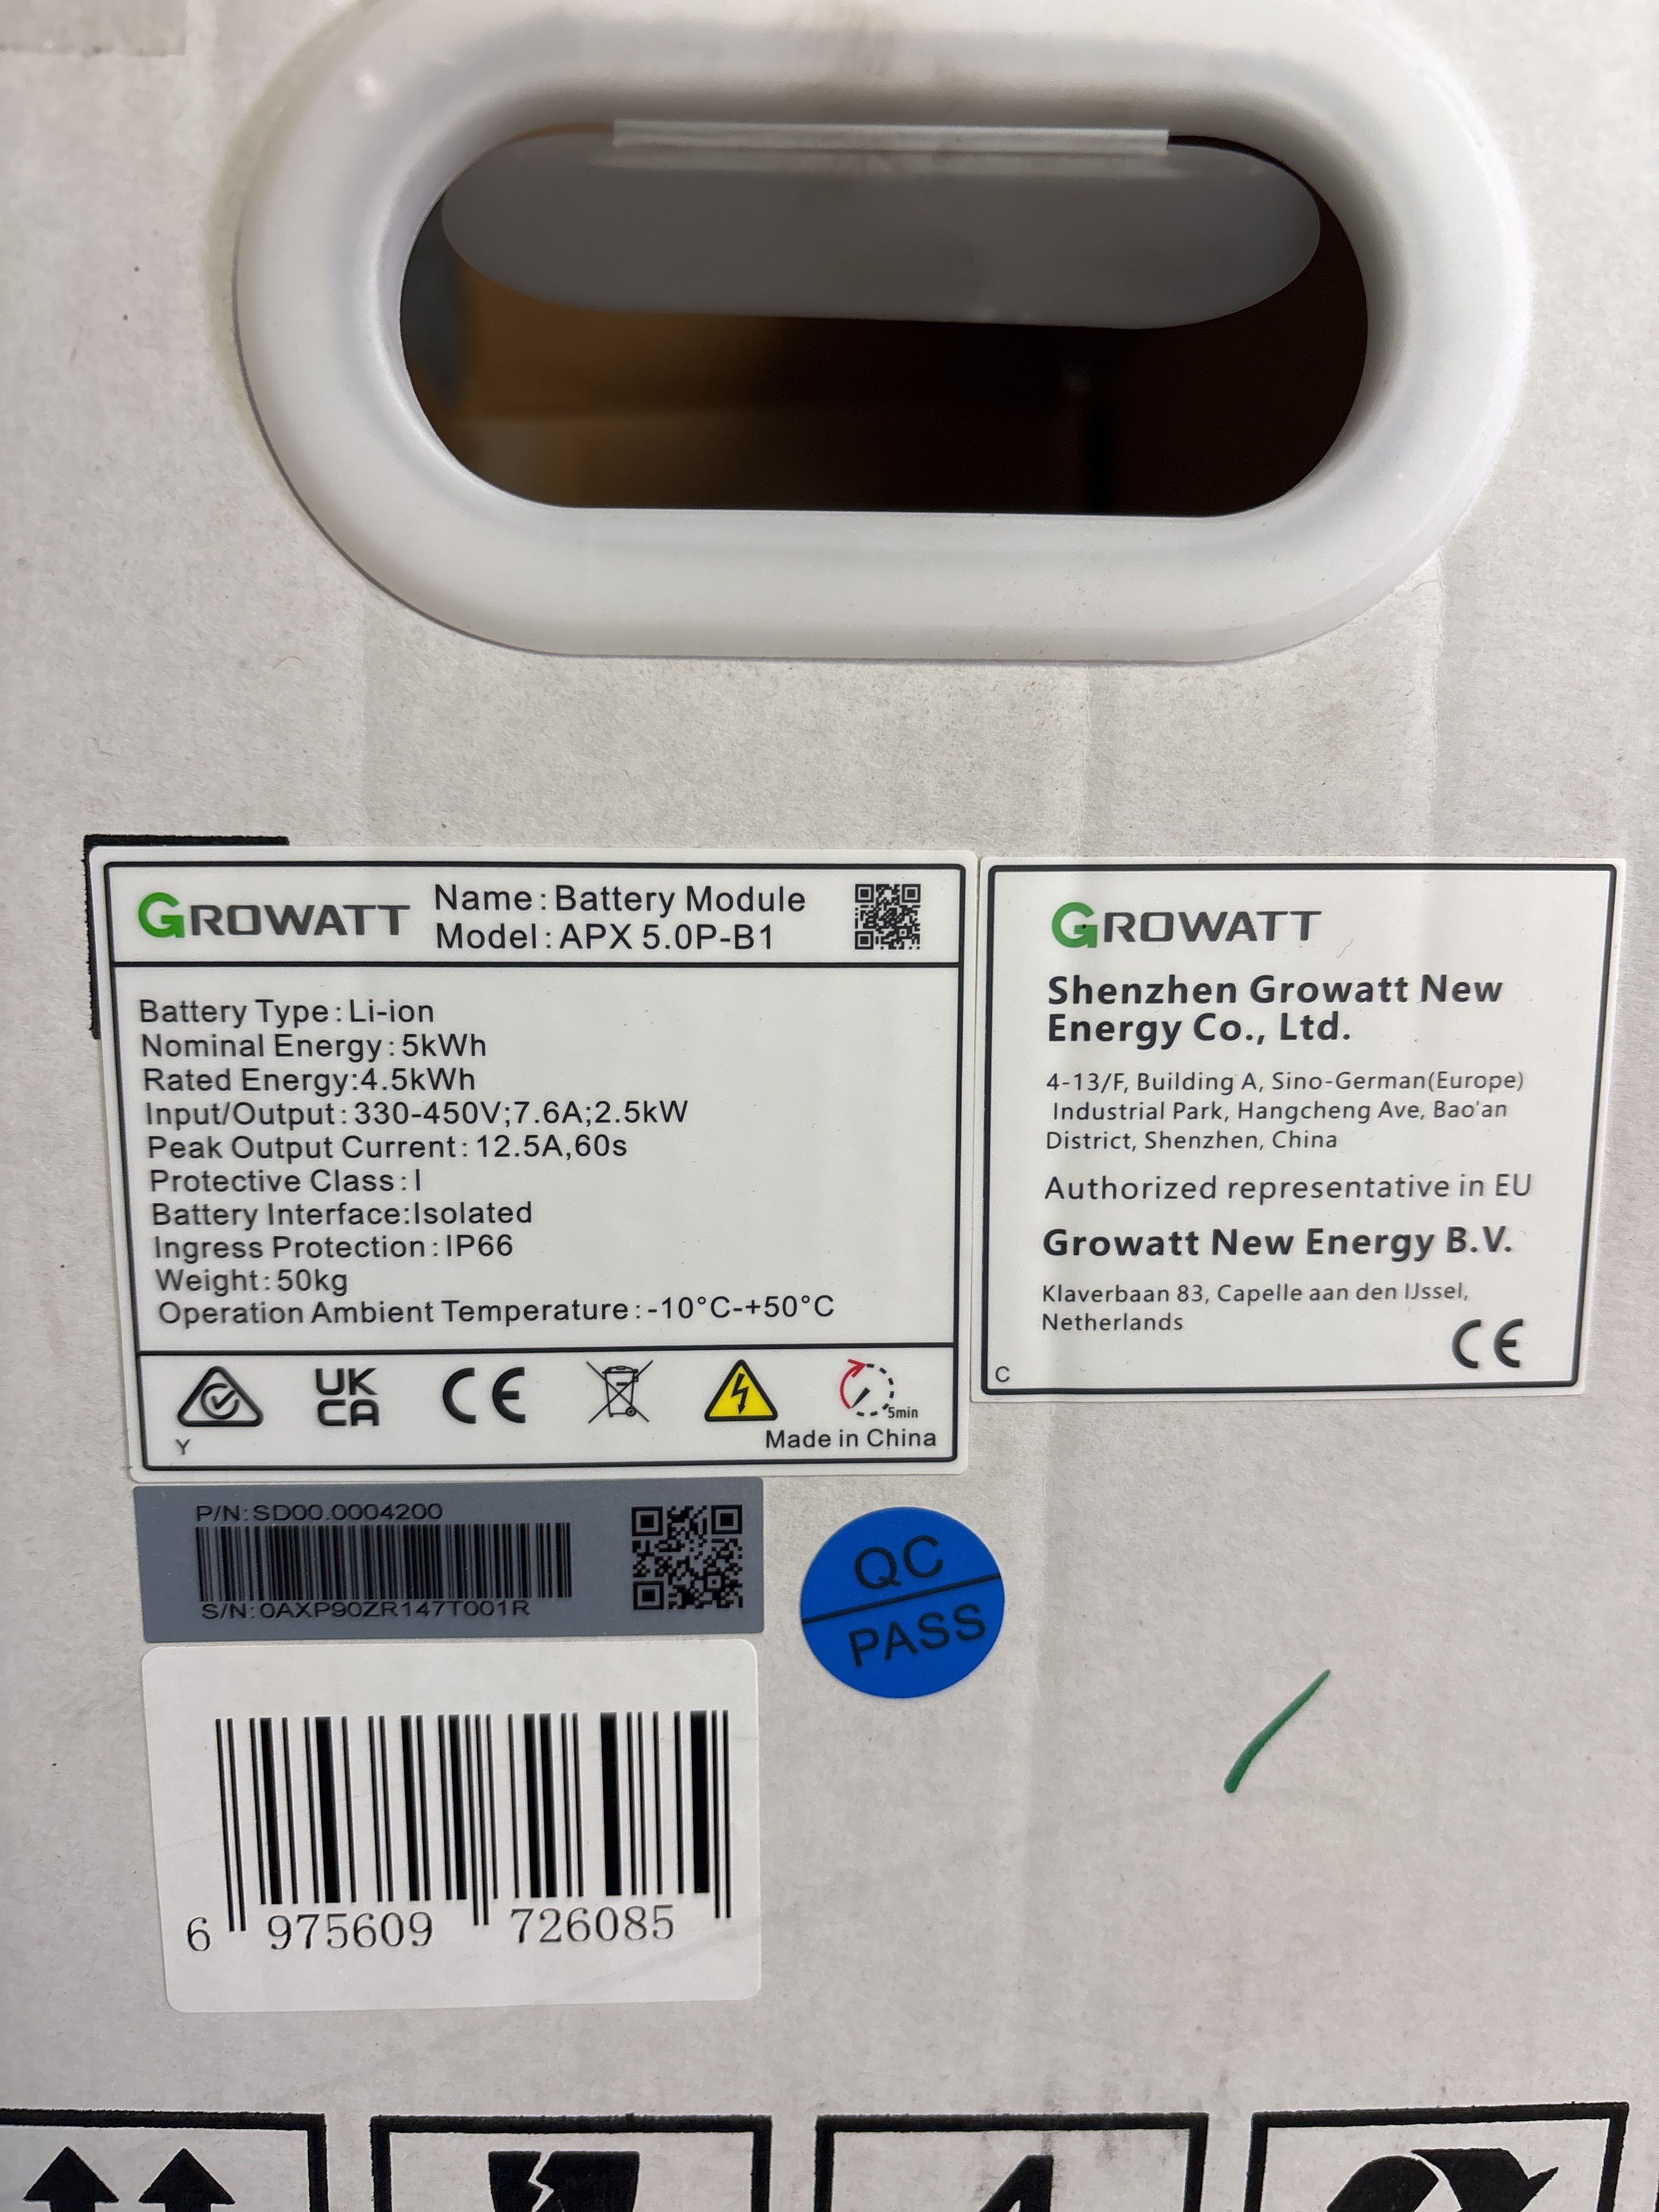 GROWATT
Name: Battery Module
Model: APX 5.0P-B1
Battery Type: Li-ion
Nominal Energy: 5kWh
Rated Energy:4.5kWh
Input/Output: 330-450V;7.6A;2.5kW
Peak Output Current: 12.5A,60s
Protective Class: I
Battery Interface:Isolated
Ingress Protection: IP66
Weight: 50kg
Operation Ambient Temperature: -10°C-+50°C
UK
CA
CE
5min
Y
Made in China
GROWATT
Shenzhen Growatt New
Energy Co., Ltd.
4-13/F, Building A, Sino-German(Europe)
Industrial Park, Hangcheng Ave, Bao'an
District, Shenzhen, China
Authorized representative in EU
Growatt New Energy B.V.
Klaverbaan 83, Capelle aan den IJssel,
Netherlands
CE
C
P/N:SD00.0004200
S/N:0AXP90ZR147T001R
QC
PASS
6 975609 726085
4